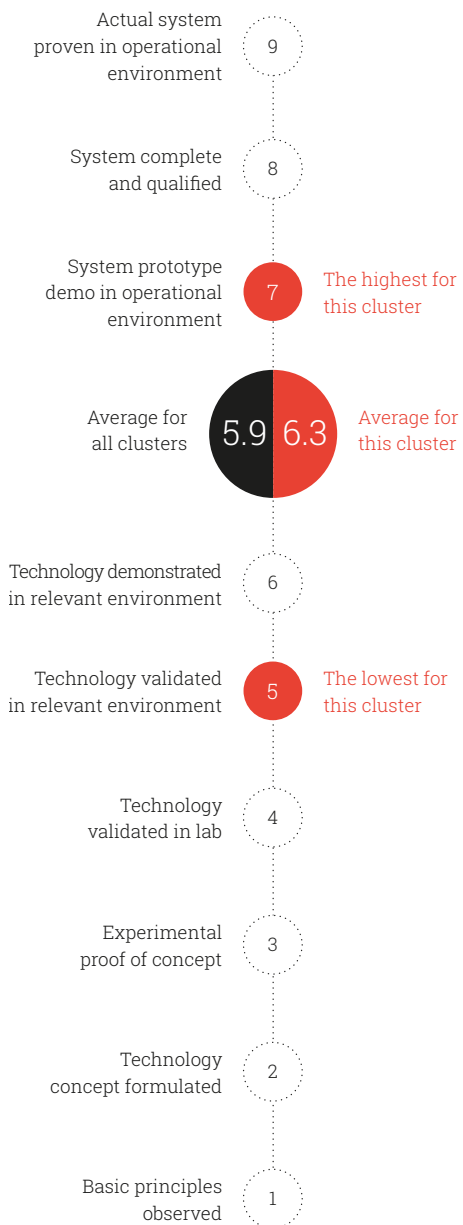 Actual system
proven in operational
environment
9
System complete
and qualified
8
System prototype
demo in operational
environment
7
The highest for
this cluster
Average for
all clusters
5.9
6.3
Average for
this cluster
Technology demonstrated
in relevant environment
6
Technology validated
in relevant environment
5
The lowest for
this cluster
Technology
validated in lab
4
Experimental
proof of concept
3
Technology
concept formulated
2
Basic principles
observed
1